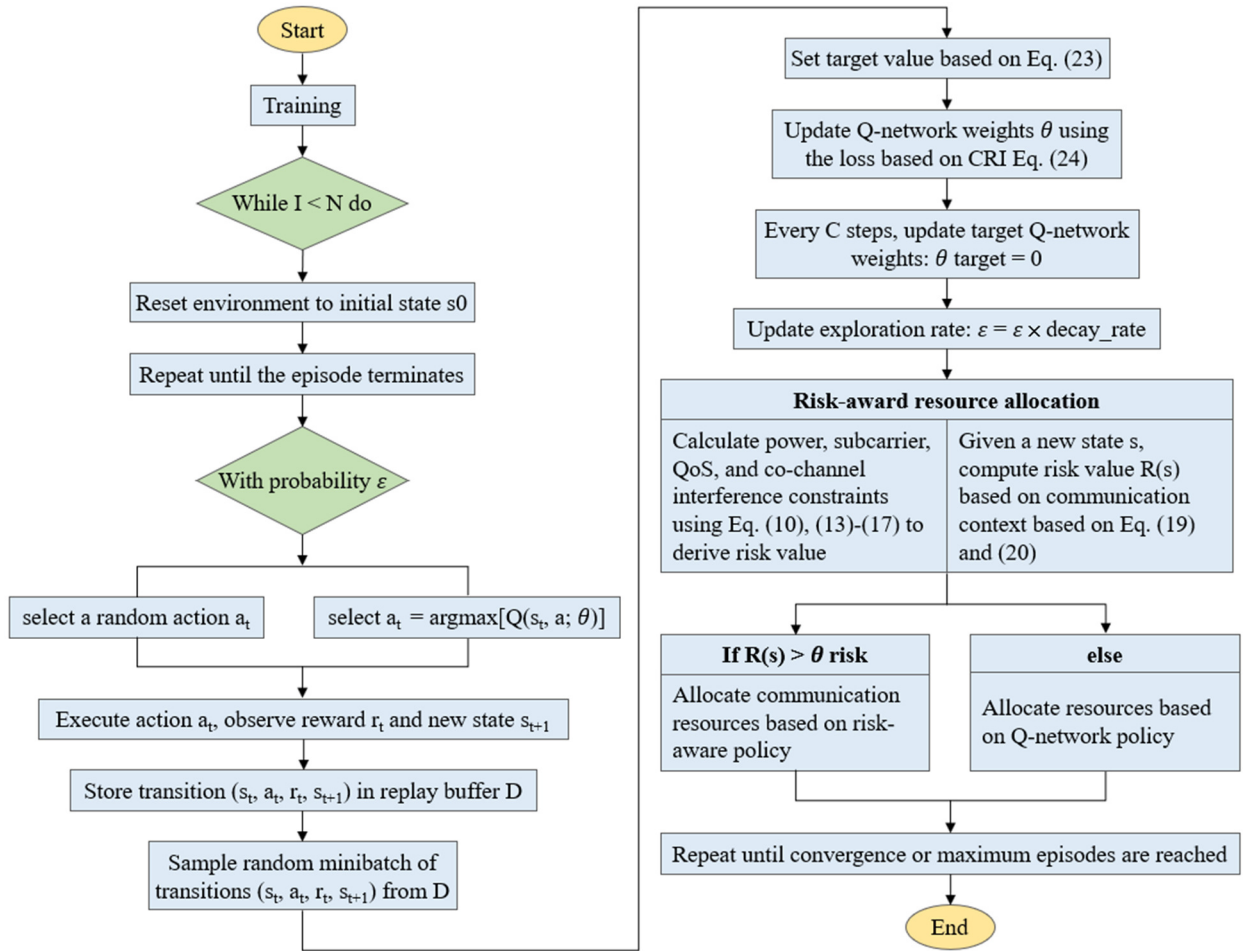 Start
Training
While I < N do
Reset environment to initial state s0
Repeat until the episode terminates
With probability ε
select a random action aₜ
select aₜ = argmax[Q(sₜ, a; θ)]
Execute action aₜ, observe reward rₜ and new state sₜ₊₁
Store transition (sₜ, aₜ, rₜ, sₜ₊₁) in replay buffer D
Sample random minibatch of
transitions (sₜ, aₜ, rₜ, sₜ₊₁) from D
Set target value based on Eq. (23)
Update Q-network weights θ using
the loss based on CRI Eq. (24)
Every C steps, update target Q-network
weights: θ target = 0
Update exploration rate: ε = ε × decay_rate
Risk-award resource allocation
Calculate power, subcarrier,
QoS, and co-channel
interference constraints
using Eq. (10), (13)-(17) to
derive risk value
Given a new state s,
compute risk value R(s)
based on communication
context based on Eq. (19)
and (20)
If R(s) > θ risk
Allocate communication
resources based on risk-
aware policy
else
Allocate resources based
on Q-network policy
Repeat until convergence or maximum episodes are reached
End